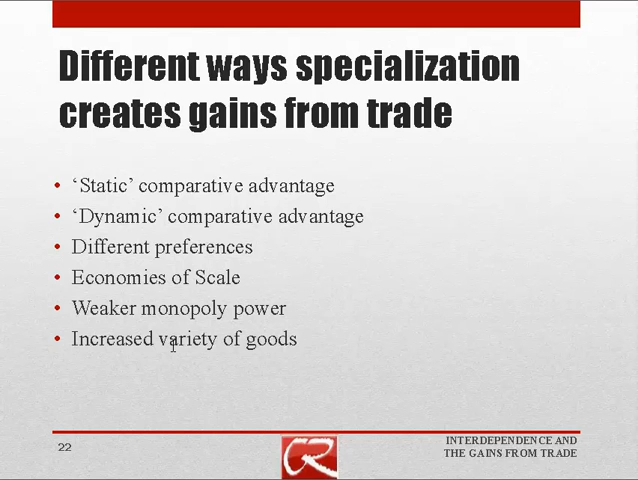 Different ways specialization
creates gains from trade
• ‘Static’ comparative advantage
• ‘Dynamic’ comparative advantage
• Different preferences
• Economies of Scale
• Weaker monopoly power
• Increased variety of goods
22
INTERDEPENDENCE AND
THE GAINS FROM TRADE